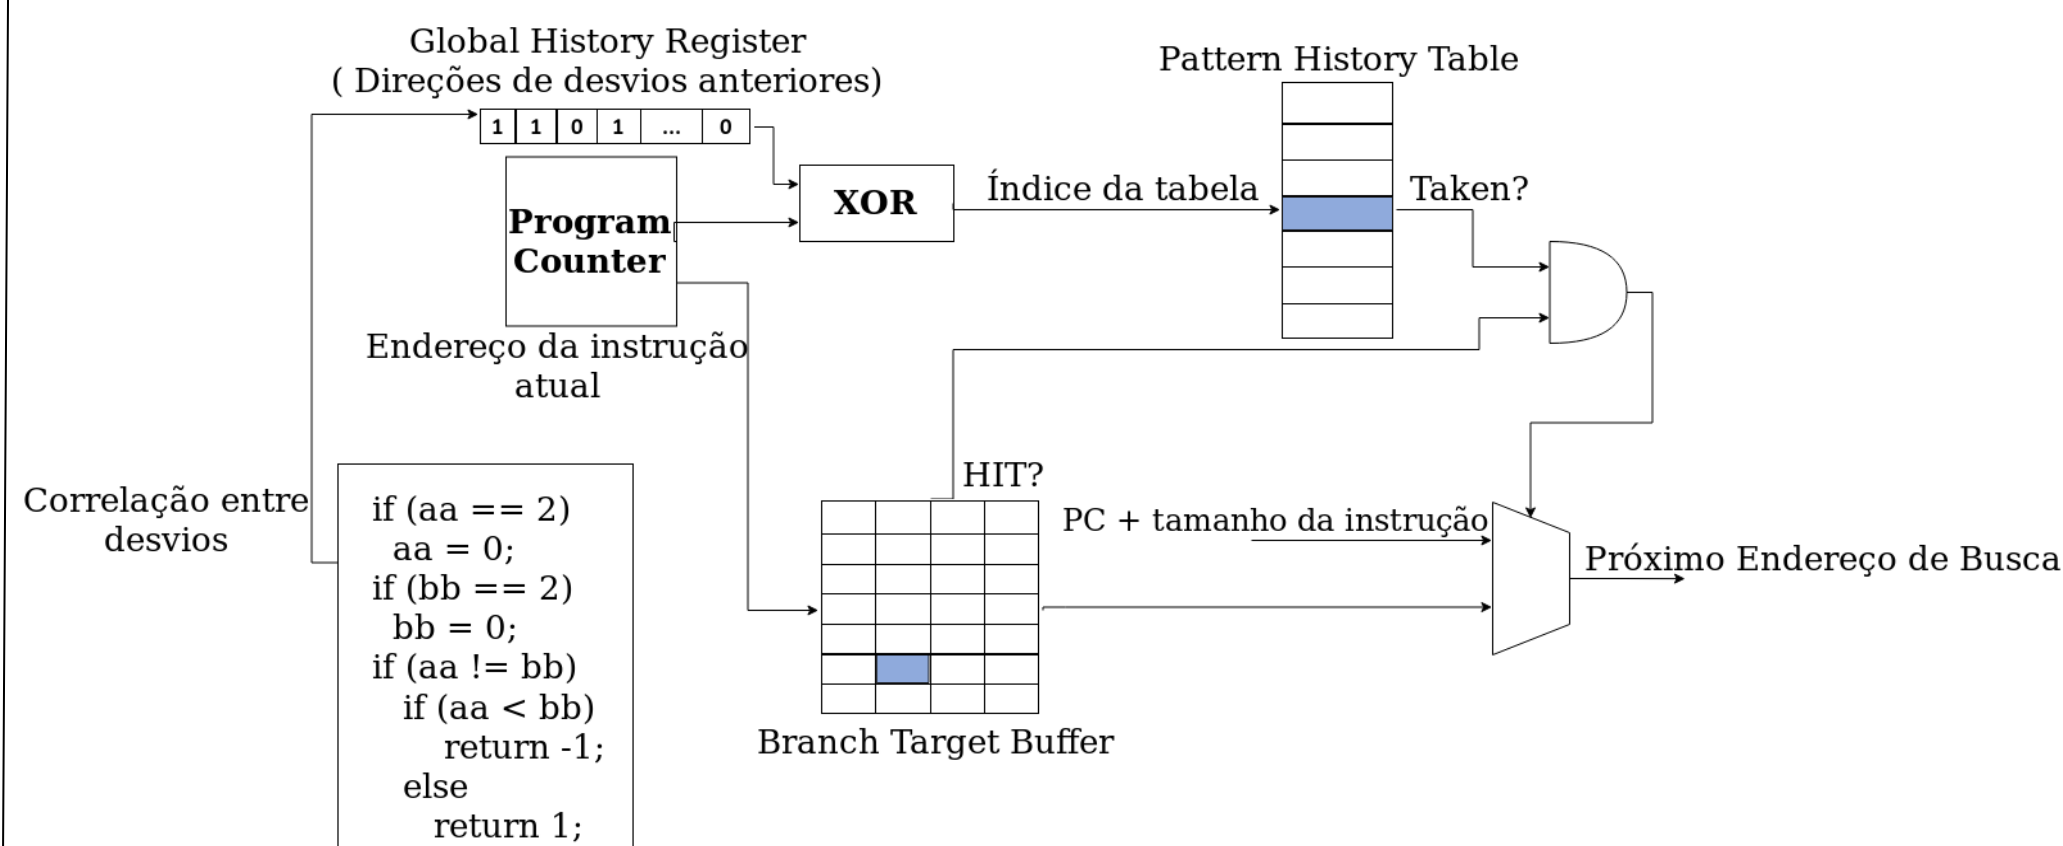 Global History Register
( Direções de desvios anteriores)
1 1 0 1 ... 0
Program
Counter
Endereço da instrução
atual
XOR
Índice da tabela
Pattern History Table
Taken?
Correlação entre
desvios
if (aa == 2)
aa = 0;
if (bb == 2)
bb = 0;
if (aa != bb)
if (aa < bb)
return -1;
else
return 1;
HIT?
Branch Target Buffer
PC + tamanho da instrução
Próximo Endereço de Busca